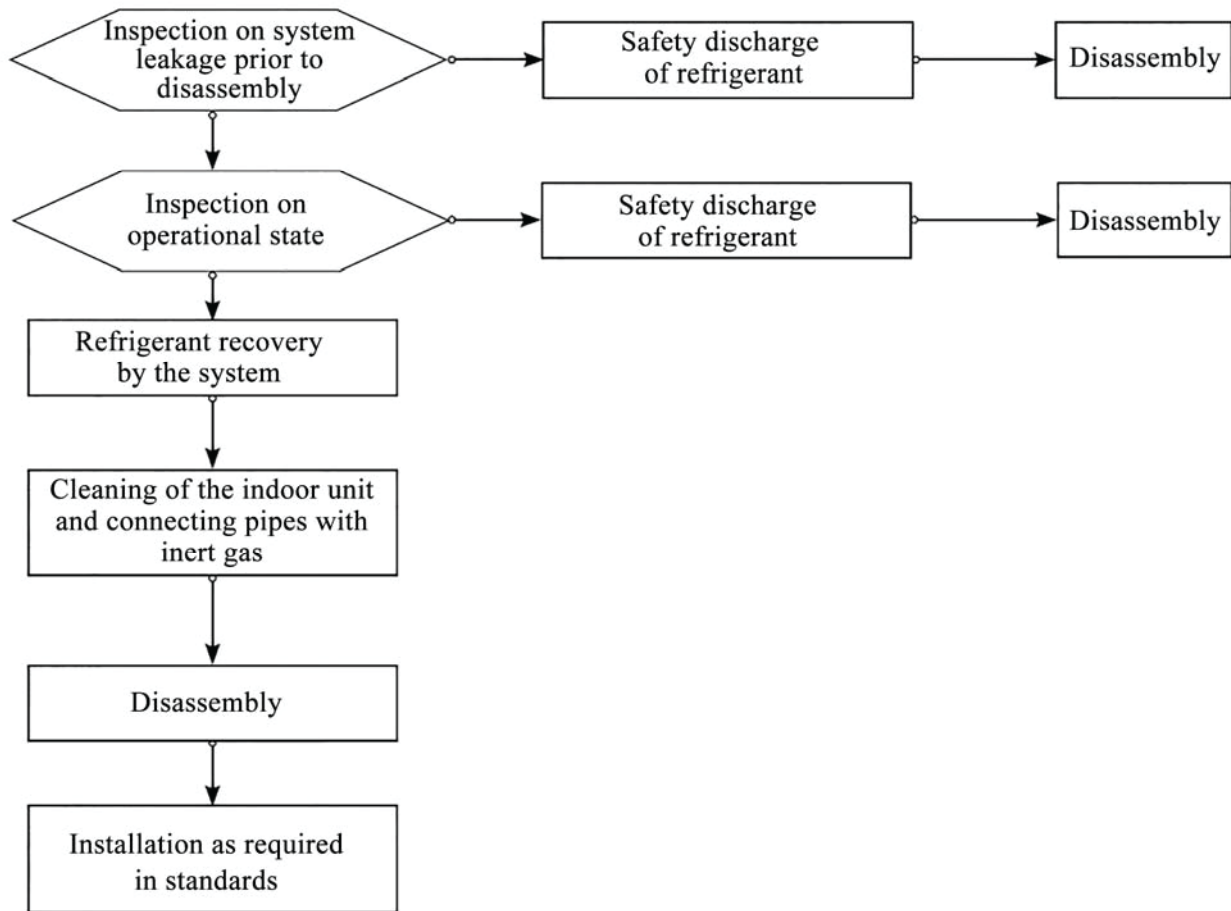 Inspection on system
leakage prior to
disassembly
Safety discharge
of refrigerant
Disassembly
Inspection on
operational state
Safety discharge
of refrigerant
Disassembly
Refrigerant recovery
by the system
Cleaning of the indoor unit
and connecting pipes with
inert gas
Disassembly
Installation as required
in standards